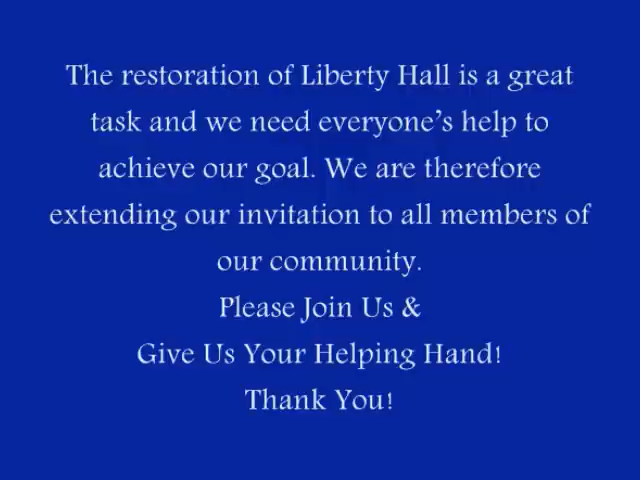 The restoration of Liberty Hall is a great
task and we need everyone’s help to
achieve our goal. We are therefore
extending our invitation to all members of
our community.
Please Join Us &
Give Us Your Helping Hand!
Thank You!